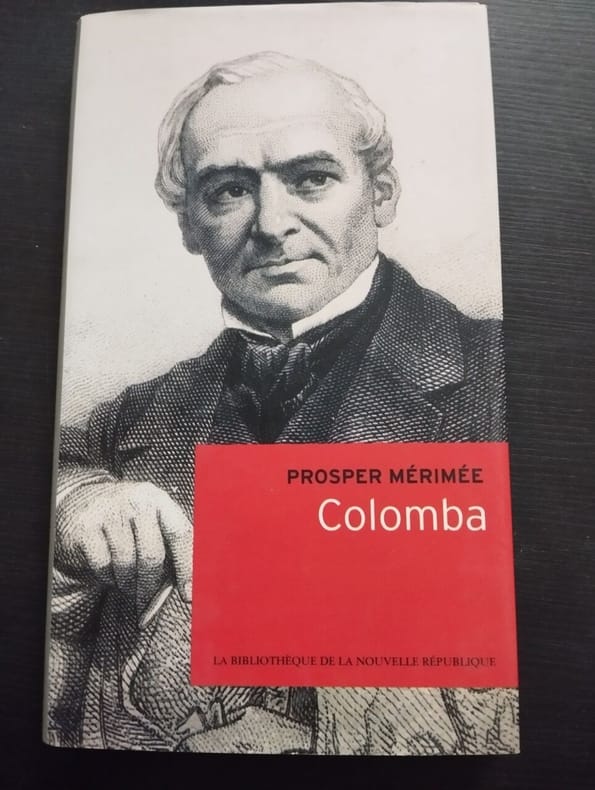 PROSPER MÉRIMÉE
Colomba
LA BIBLIOTHÈQUE DE LA NOUVELLE RÉPUBLIQUE